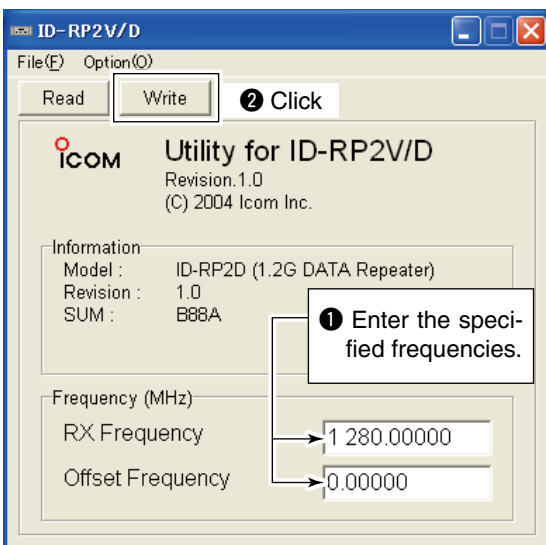 ID-RP2V/D
File(F) Option(O)
Read Write ❷ Click
ICOM
Utility for ID-RP2V/D
Revision.1.0
(C) 2004 Icom Inc.
Information
Model : ID-RP2D (1.2G DATA Repeater)
Revision : 1.0
SUM : B88A
❶ Enter the speci-
fied frequencies.
Frequency (MHz)
RX Frequency 1 280.00000
Offset Frequency 0.00000